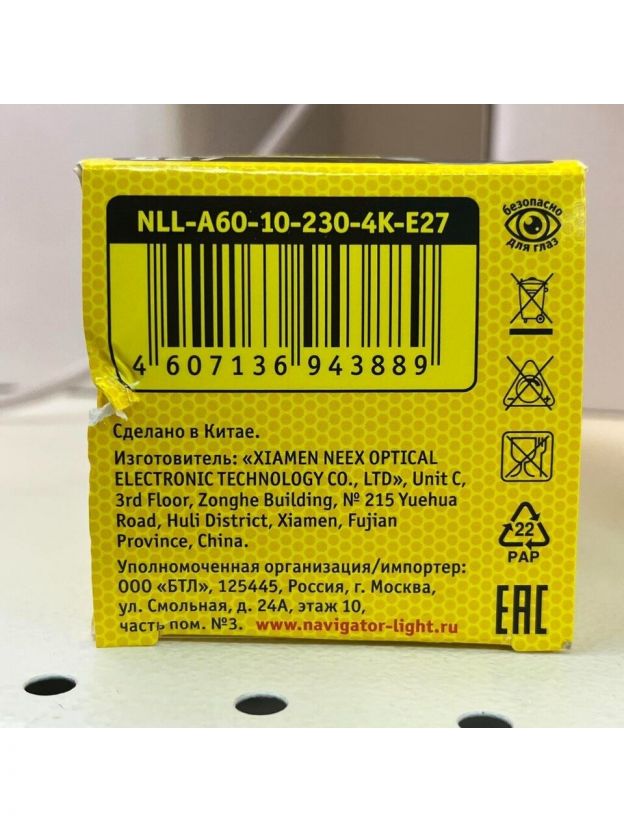 NLL-A60-10-230-4K-E27
4 607136 943889
безопасно
для глаз
Сделано в Китае.
Изготовитель: «XIAMEN NEEX OPTICAL
ELECTRONIC TECHNOLOGY CO., LTD», Unit C,
3rd Floor, Zonghe Building, № 215 Yuehua
Road, Huli District, Xiamen, Fujian
Province, China.
Уполномоченная организация/импортер:
ООО «БТЛ», 125445, Россия, г. Москва,
ул. Смольная, д. 24А, этаж 10,
часть пом. №3. www.navigator-light.ru
22
PAP
EAC